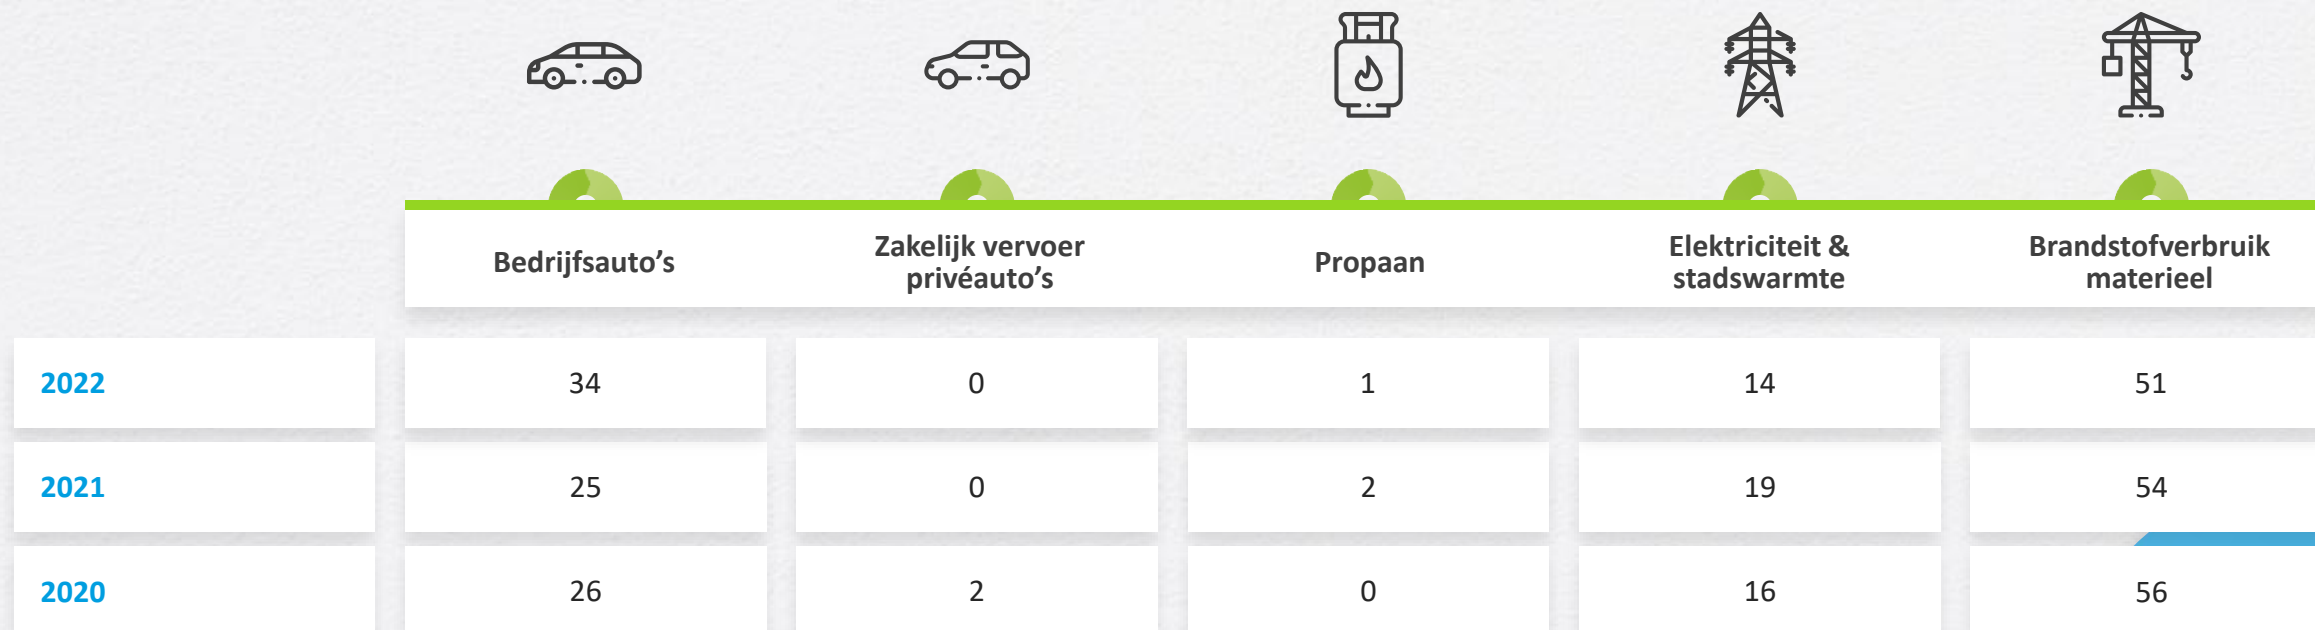 Bedrijfsauto’s
Zakelijk vervoer
privéauto’s
Propaan
Elektriciteit &
stadswarmte
Brandstofverbruik
materieel
2022 34 0 1 14 51
2021 25 0 2 19 54
2020 26 2 0 16 56